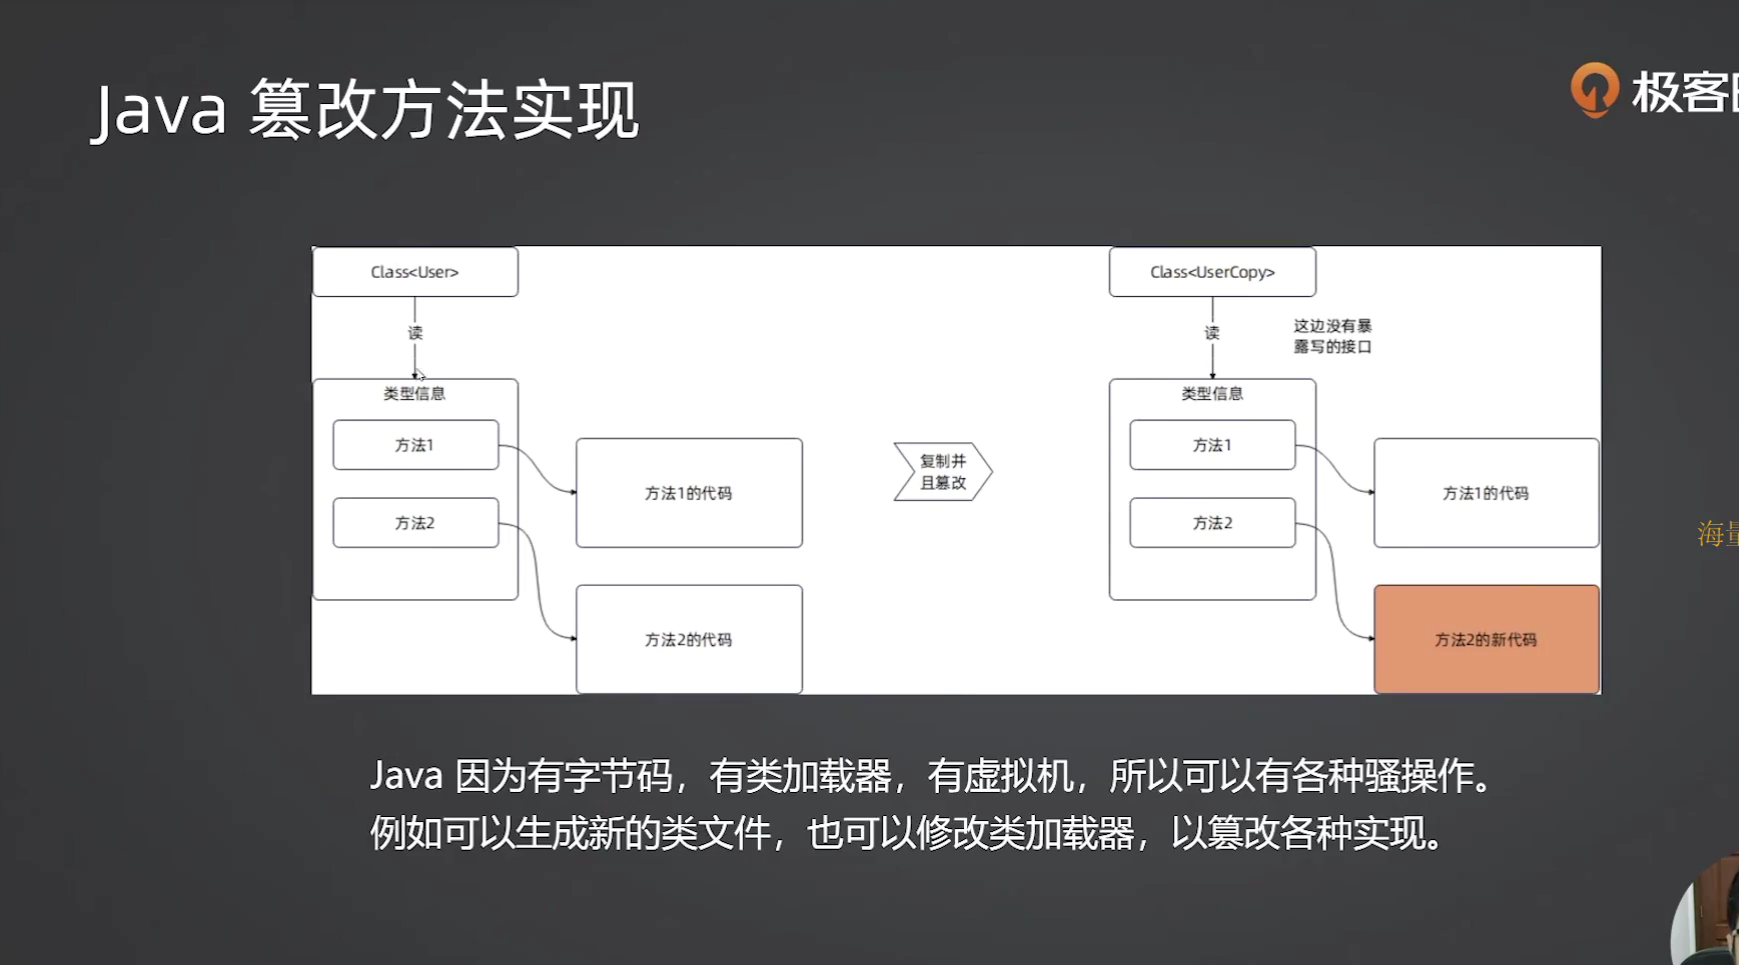 Java 篡改方法实现
极客
Class<User>
读
类型信息
方法1
方法2
方法1的代码
方法2的代码
复制并
且篡改
Class<UserCopy>
读
这边没有暴
露写的接口
类型信息
方法1
方法2
方法1的代码
方法2的新代码
海量
Java 因为有字节码，有类加载器，有虚拟机，所以可以有各种骚操作。
例如可以生成新的类文件，也可以修改类加载器，以篡改各种实现。